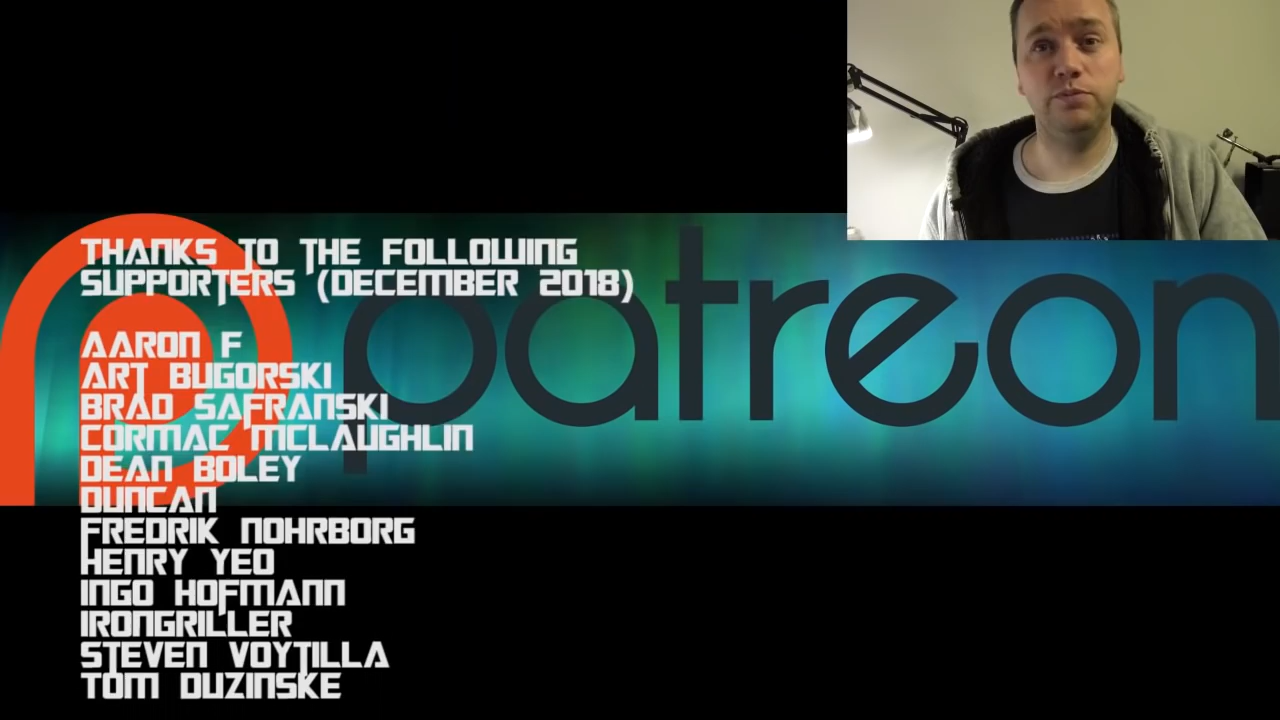 THANKS TO THE FOLLOWING
SUPPORTERS (DECEMBER 2018)
patreon
AARON F
ART BUGORSKI
BRAD SAFRANSKI
CORMAC MCLAUGHLIN
DEAN BOLEY
DUNCAN
FREDRIK NOHRBORG
HENRY YEO
INGO HOFMANN
IRONGRILLER
STEVEN VOYTILLA
TOM DUZINSKE